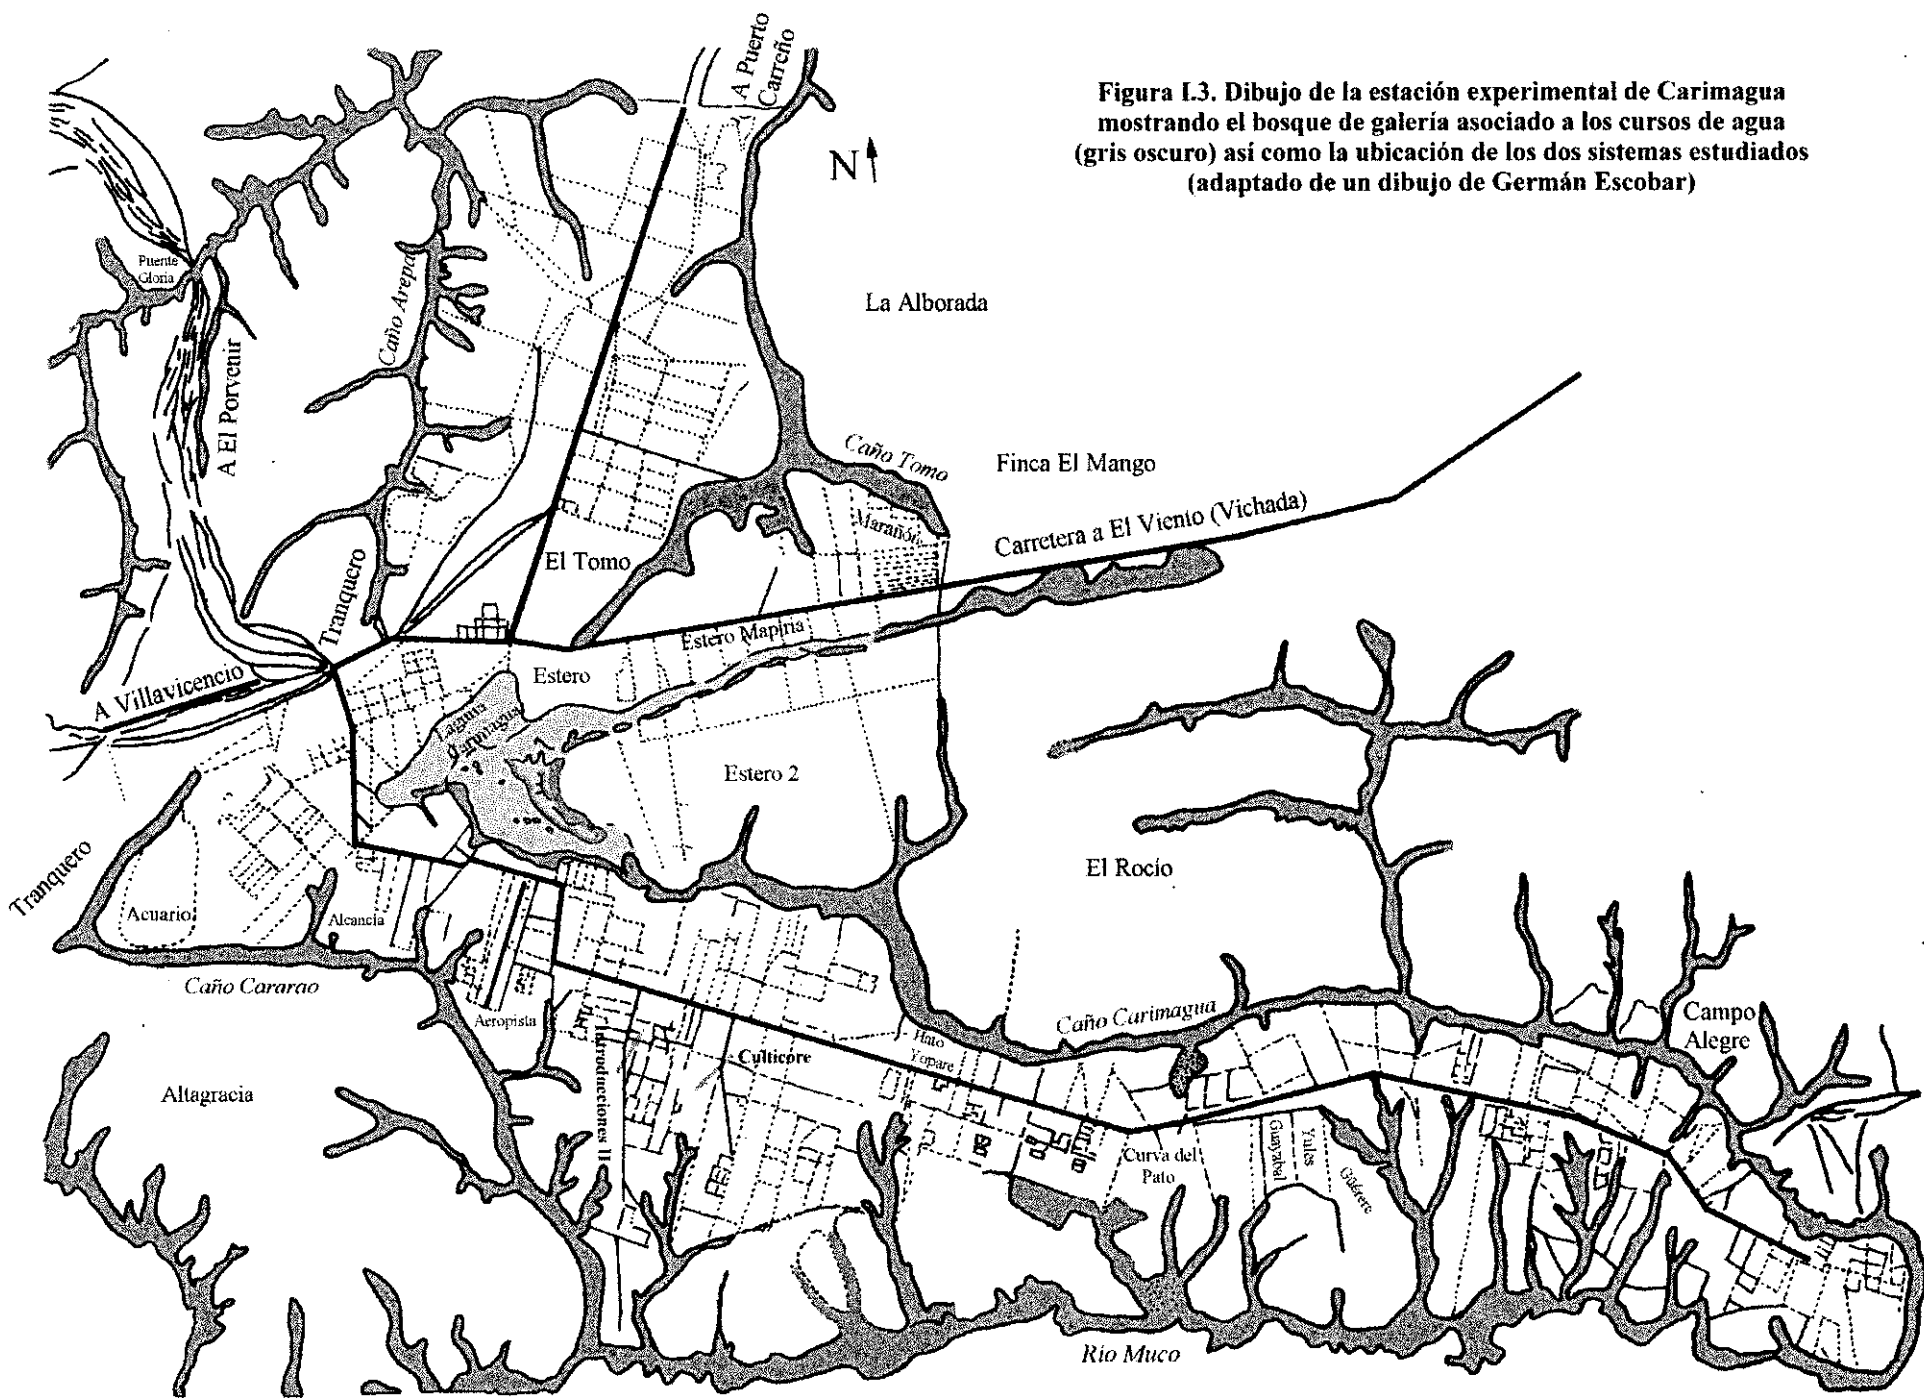 A Puerto
Carreño
Figura I.3. Dibujo de la estación experimental de Carimagua
mostrando el bosque de galería asociado a los cursos de agua
(gris oscuro) así como la ubicación de los dos sistemas estudiados
(adaptado de un dibujo de Germán Escobar)
N
Puente
Gloria
Caño Arepa
La Alborada
A El Porvenir
Caño Tomo
Finca El Mango
Marañón
Carretera a El Viento (Vichada)
El Tomo
Tranquero
Estero Mapiria
A Villavicencio
Estero
Laguna
Carimagua
Estero 2
Tranquero
El Rocío
Acuario
Alcancia
Caño Cararao
Aeropista
Introducciones II
Culticore
Hato
Yopare
Caño Carimagua
Campo
Alegre
Altagracia
Curva del
Pato
Guayabal
Yules
Güérere
Rio Muco